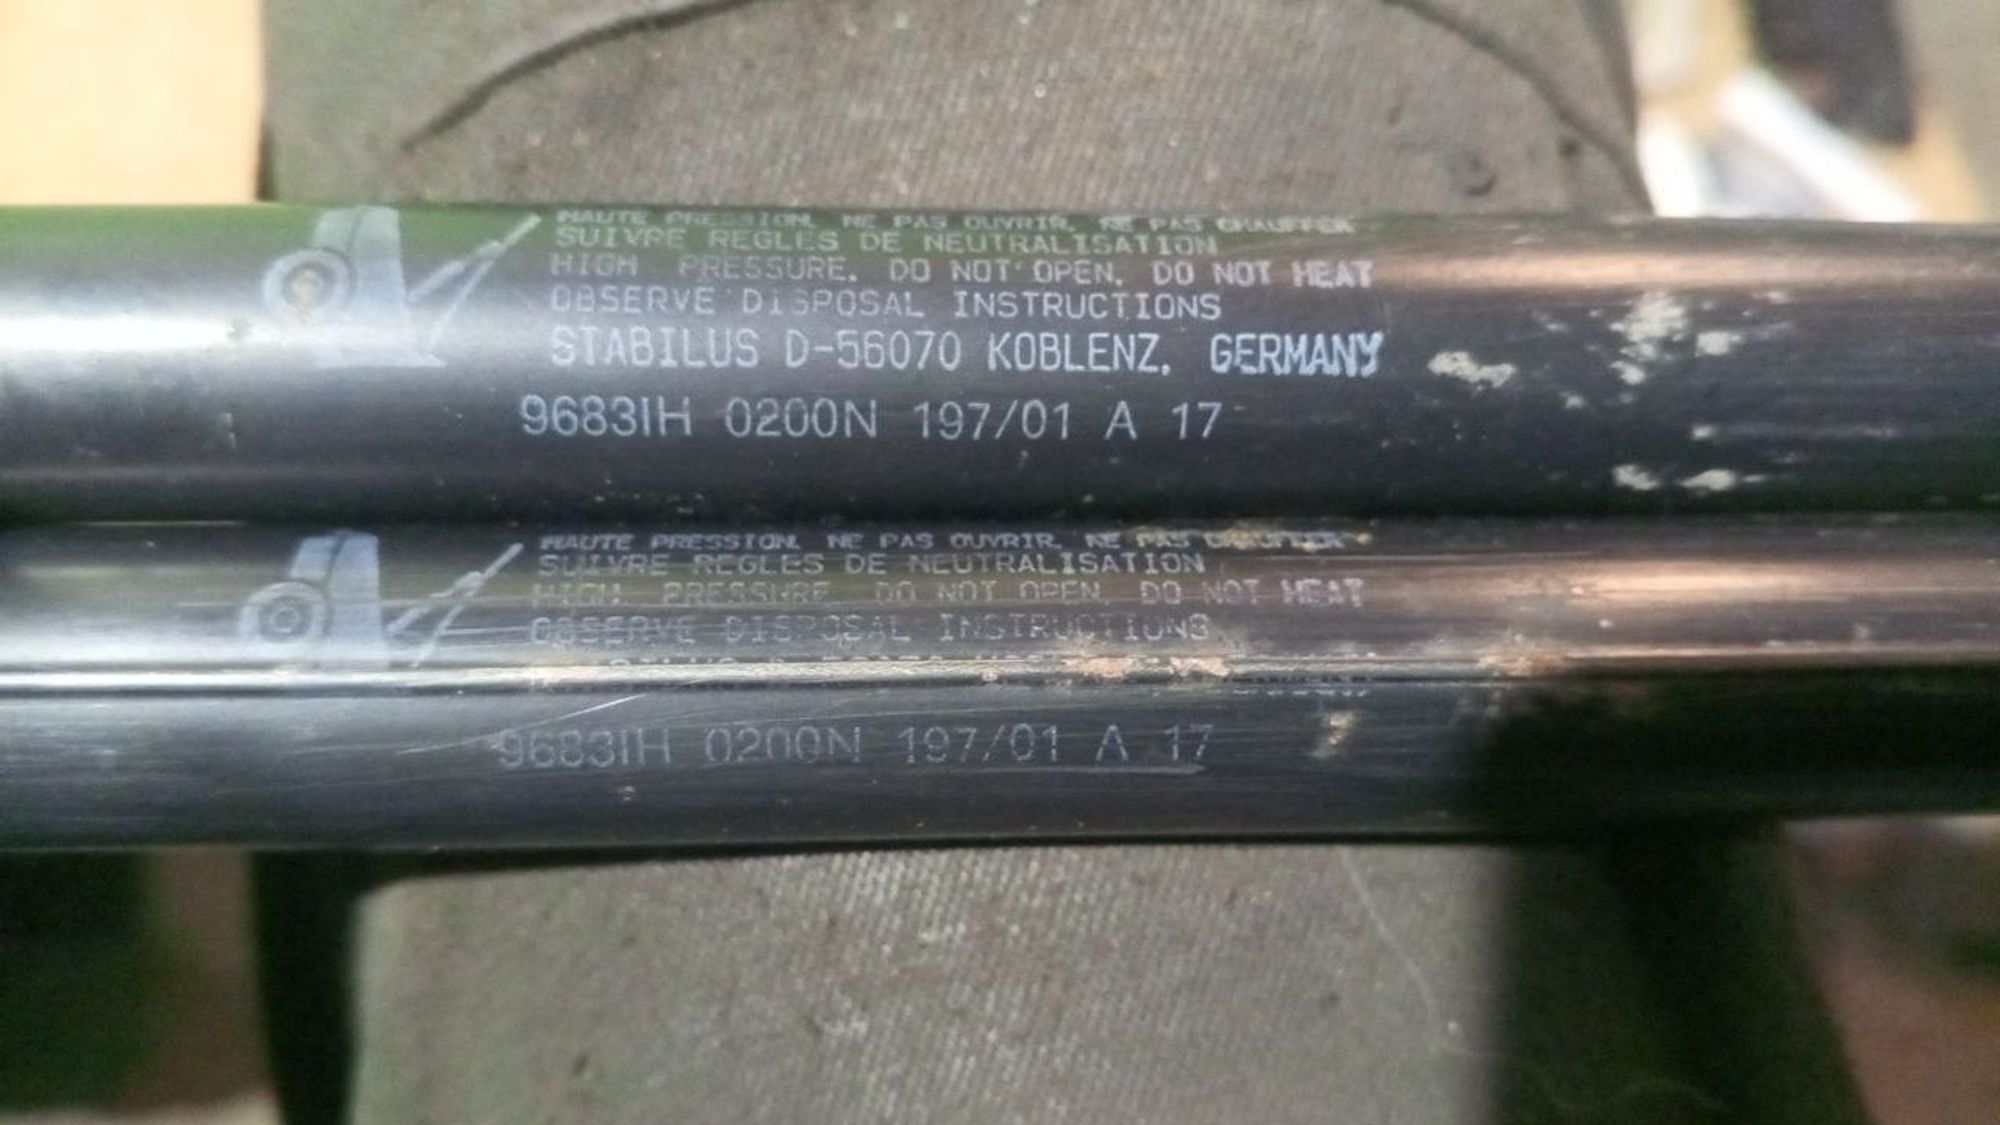 HAUTE PRESSION. NE PAS OUVRIR. NE PAS CHAUFFER
SUIVRE REGLES DE NEUTRALISATION
HIGH PRESSURE. DO NOT OPEN. DO NOT HEAT
OBSERVE DISPOSAL INSTRUCTIONS
STABILUS D-56070 KOBLENZ, GERMANY
9683IH 0200N 197/01 A 17
HAUTE PRESSION. NE PAS OUVRIR. NE PAS CHAUFFER
SUIVRE REGLES DE NEUTRALISATION
HIGH PRESSURE DO NOT OPEN. DO NOT HEAT
OBSERVE DISPOSAL INSTRUCTIONS
9683IH 0200N 197/01 A 17